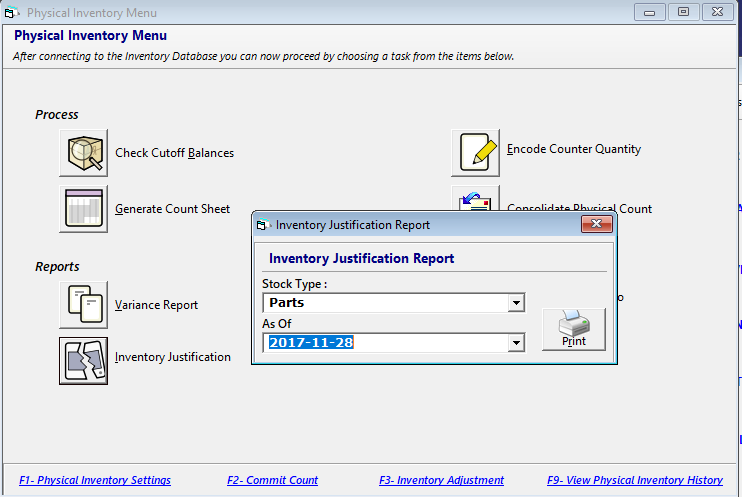 Physical Inventory Menu
Physical Inventory Menu
After connecting to the Inventory Database you can now proceed by choosing a task from the items below.
Process
Check Cutoff Balances
Encode Counter Quantity
Generate Count Sheet
Consolidate Physical Count
Inventory Justification Report
Inventory Justification Report
Stock Type :
Parts
As Of
2017-11-28
Print
Reports
Variance Report
Inventory Justification
F1- Physical Inventory Settings
F2- Commit Count
F3- Inventory Adjustment
F9- View Physical Inventory History